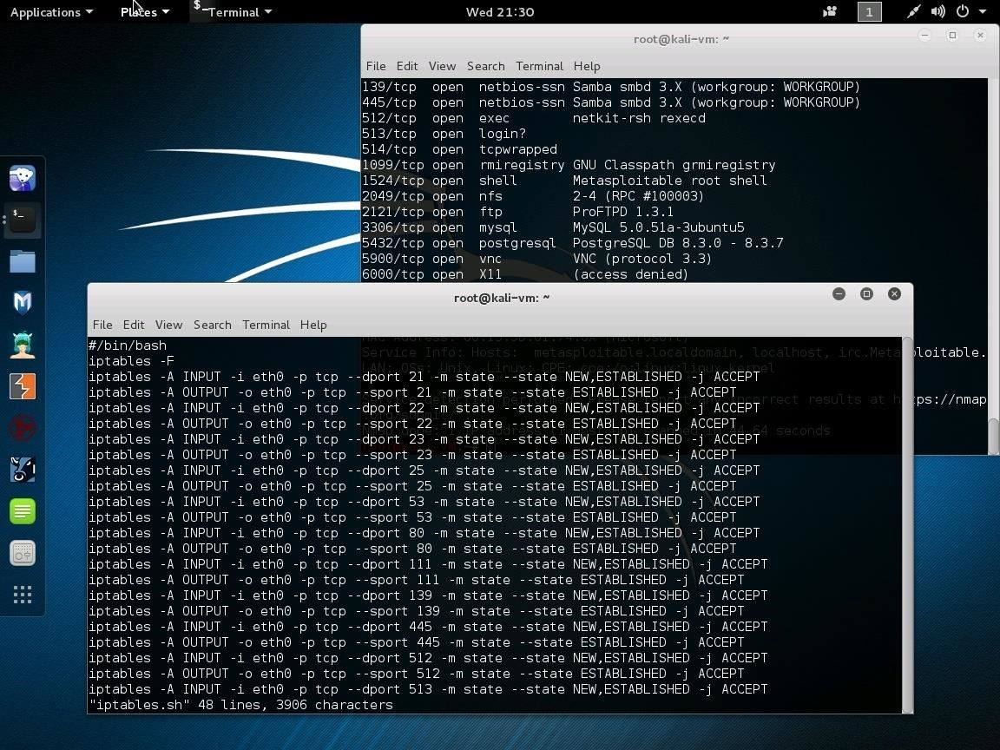 Applications Places Terminal Wed 21:30 1
root@kali-vm: ~
File Edit View Search Terminal Help
139/tcp open netbios-ssn Samba smbd 3.X (workgroup: WORKGROUP)
445/tcp open netbios-ssn Samba smbd 3.X (workgroup: WORKGROUP)
512/tcp open exec netkit-rsh rexecd
513/tcp open login?
514/tcp open tcpwrapped
1099/tcp open rmiregistry GNU Classpath grmiregistry
1524/tcp open shell Metasploitable root shell
2049/tcp open nfs 2-4 (RPC #100003)
2121/tcp open ftp ProFTPD 1.3.1
3306/tcp open mysql MySQL 5.0.51a-3ubuntu5
5432/tcp open postgresql PostgreSQL DB 8.3.0 - 8.3.7
5900/tcp open vnc VNC (protocol 3.3)
6000/tcp open X11 (access denied)
Service Info: Hosts: metasploitable.localdomain, localhost, irc.Metasploitable.
incorrect results at https://nmap
seconds
root@kali-vm: ~
File Edit View Search Terminal Help
#/bin/bash
iptables -F
iptables -A INPUT -i eth0 -p tcp --dport 21 -m state --state NEW,ESTABLISHED -j ACCEPT
iptables -A OUTPUT -o eth0 -p tcp --sport 21 -m state --state ESTABLISHED -j ACCEPT
iptables -A INPUT -i eth0 -p tcp --dport 22 -m state --state NEW,ESTABLISHED -j ACCEPT
iptables -A OUTPUT -o eth0 -p tcp --sport 22 -m state --state ESTABLISHED -j ACCEPT
iptables -A INPUT -i eth0 -p tcp --dport 23 -m state --state NEW,ESTABLISHED -j ACCEPT
iptables -A OUTPUT -o eth0 -p tcp --sport 23 -m state --state ESTABLISHED -j ACCEPT
iptables -A INPUT -i eth0 -p tcp --dport 25 -m state --state NEW,ESTABLISHED -j ACCEPT
iptables -A OUTPUT -o eth0 -p tcp --sport 25 -m state --state ESTABLISHED -j ACCEPT
iptables -A INPUT -i eth0 -p tcp --dport 53 -m state --state NEW,ESTABLISHED -j ACCEPT
iptables -A OUTPUT -o eth0 -p tcp --sport 53 -m state --state ESTABLISHED -j ACCEPT
iptables -A INPUT -i eth0 -p tcp --dport 80 -m state --state NEW,ESTABLISHED -j ACCEPT
iptables -A OUTPUT -o eth0 -p tcp --sport 80 -m state --state ESTABLISHED -j ACCEPT
iptables -A INPUT -i eth0 -p tcp --dport 111 -m state --state NEW,ESTABLISHED -j ACCEPT
iptables -A OUTPUT -o eth0 -p tcp --sport 111 -m state --state ESTABLISHED -j ACCEPT
iptables -A INPUT -i eth0 -p tcp --dport 139 -m state --state NEW,ESTABLISHED -j ACCEPT
iptables -A OUTPUT -o eth0 -p tcp --sport 139 -m state --state ESTABLISHED -j ACCEPT
iptables -A INPUT -i eth0 -p tcp --dport 445 -m state --state NEW,ESTABLISHED -j ACCEPT
iptables -A OUTPUT -o eth0 -p tcp --sport 445 -m state --state ESTABLISHED -j ACCEPT
iptables -A INPUT -i eth0 -p tcp --dport 512 -m state --state NEW,ESTABLISHED -j ACCEPT
iptables -A OUTPUT -o eth0 -p tcp --sport 512 -m state --state ESTABLISHED -j ACCEPT
iptables -A INPUT -i eth0 -p tcp --dport 513 -m state --state NEW,ESTABLISHED -j ACCEPT
"iptables.sh" 48 lines, 3906 characters